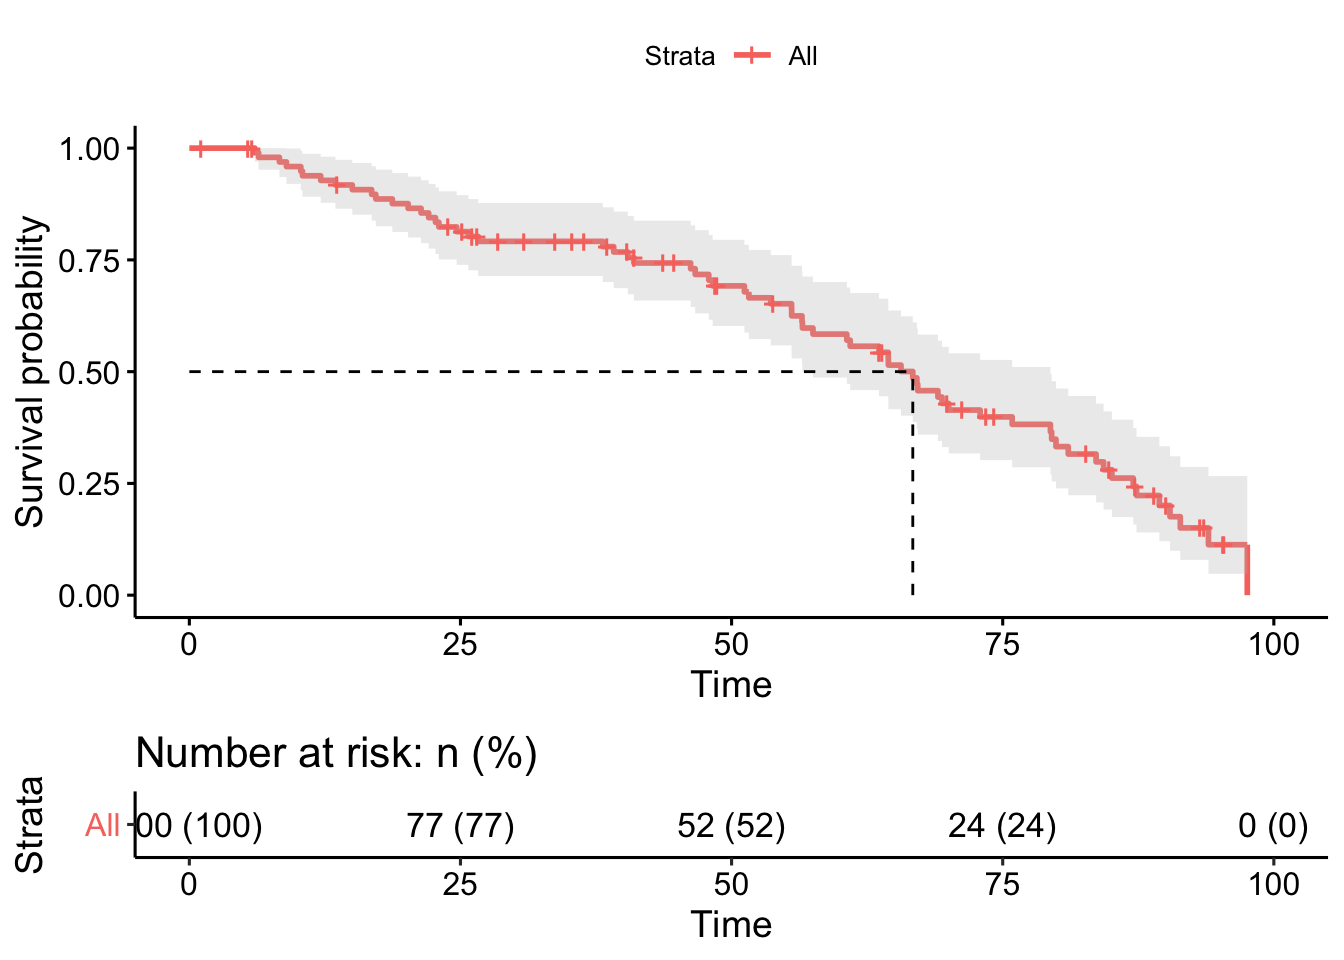 Strata All
1.00
0.75
0.50
0.25
0.00
Survival probability
0 25 50 75 100
Time
Number at risk: n (%)
Strata
All 00 (100) 77 (77) 52 (52) 24 (24) 0 (0)
0 25 50 75 100
Time